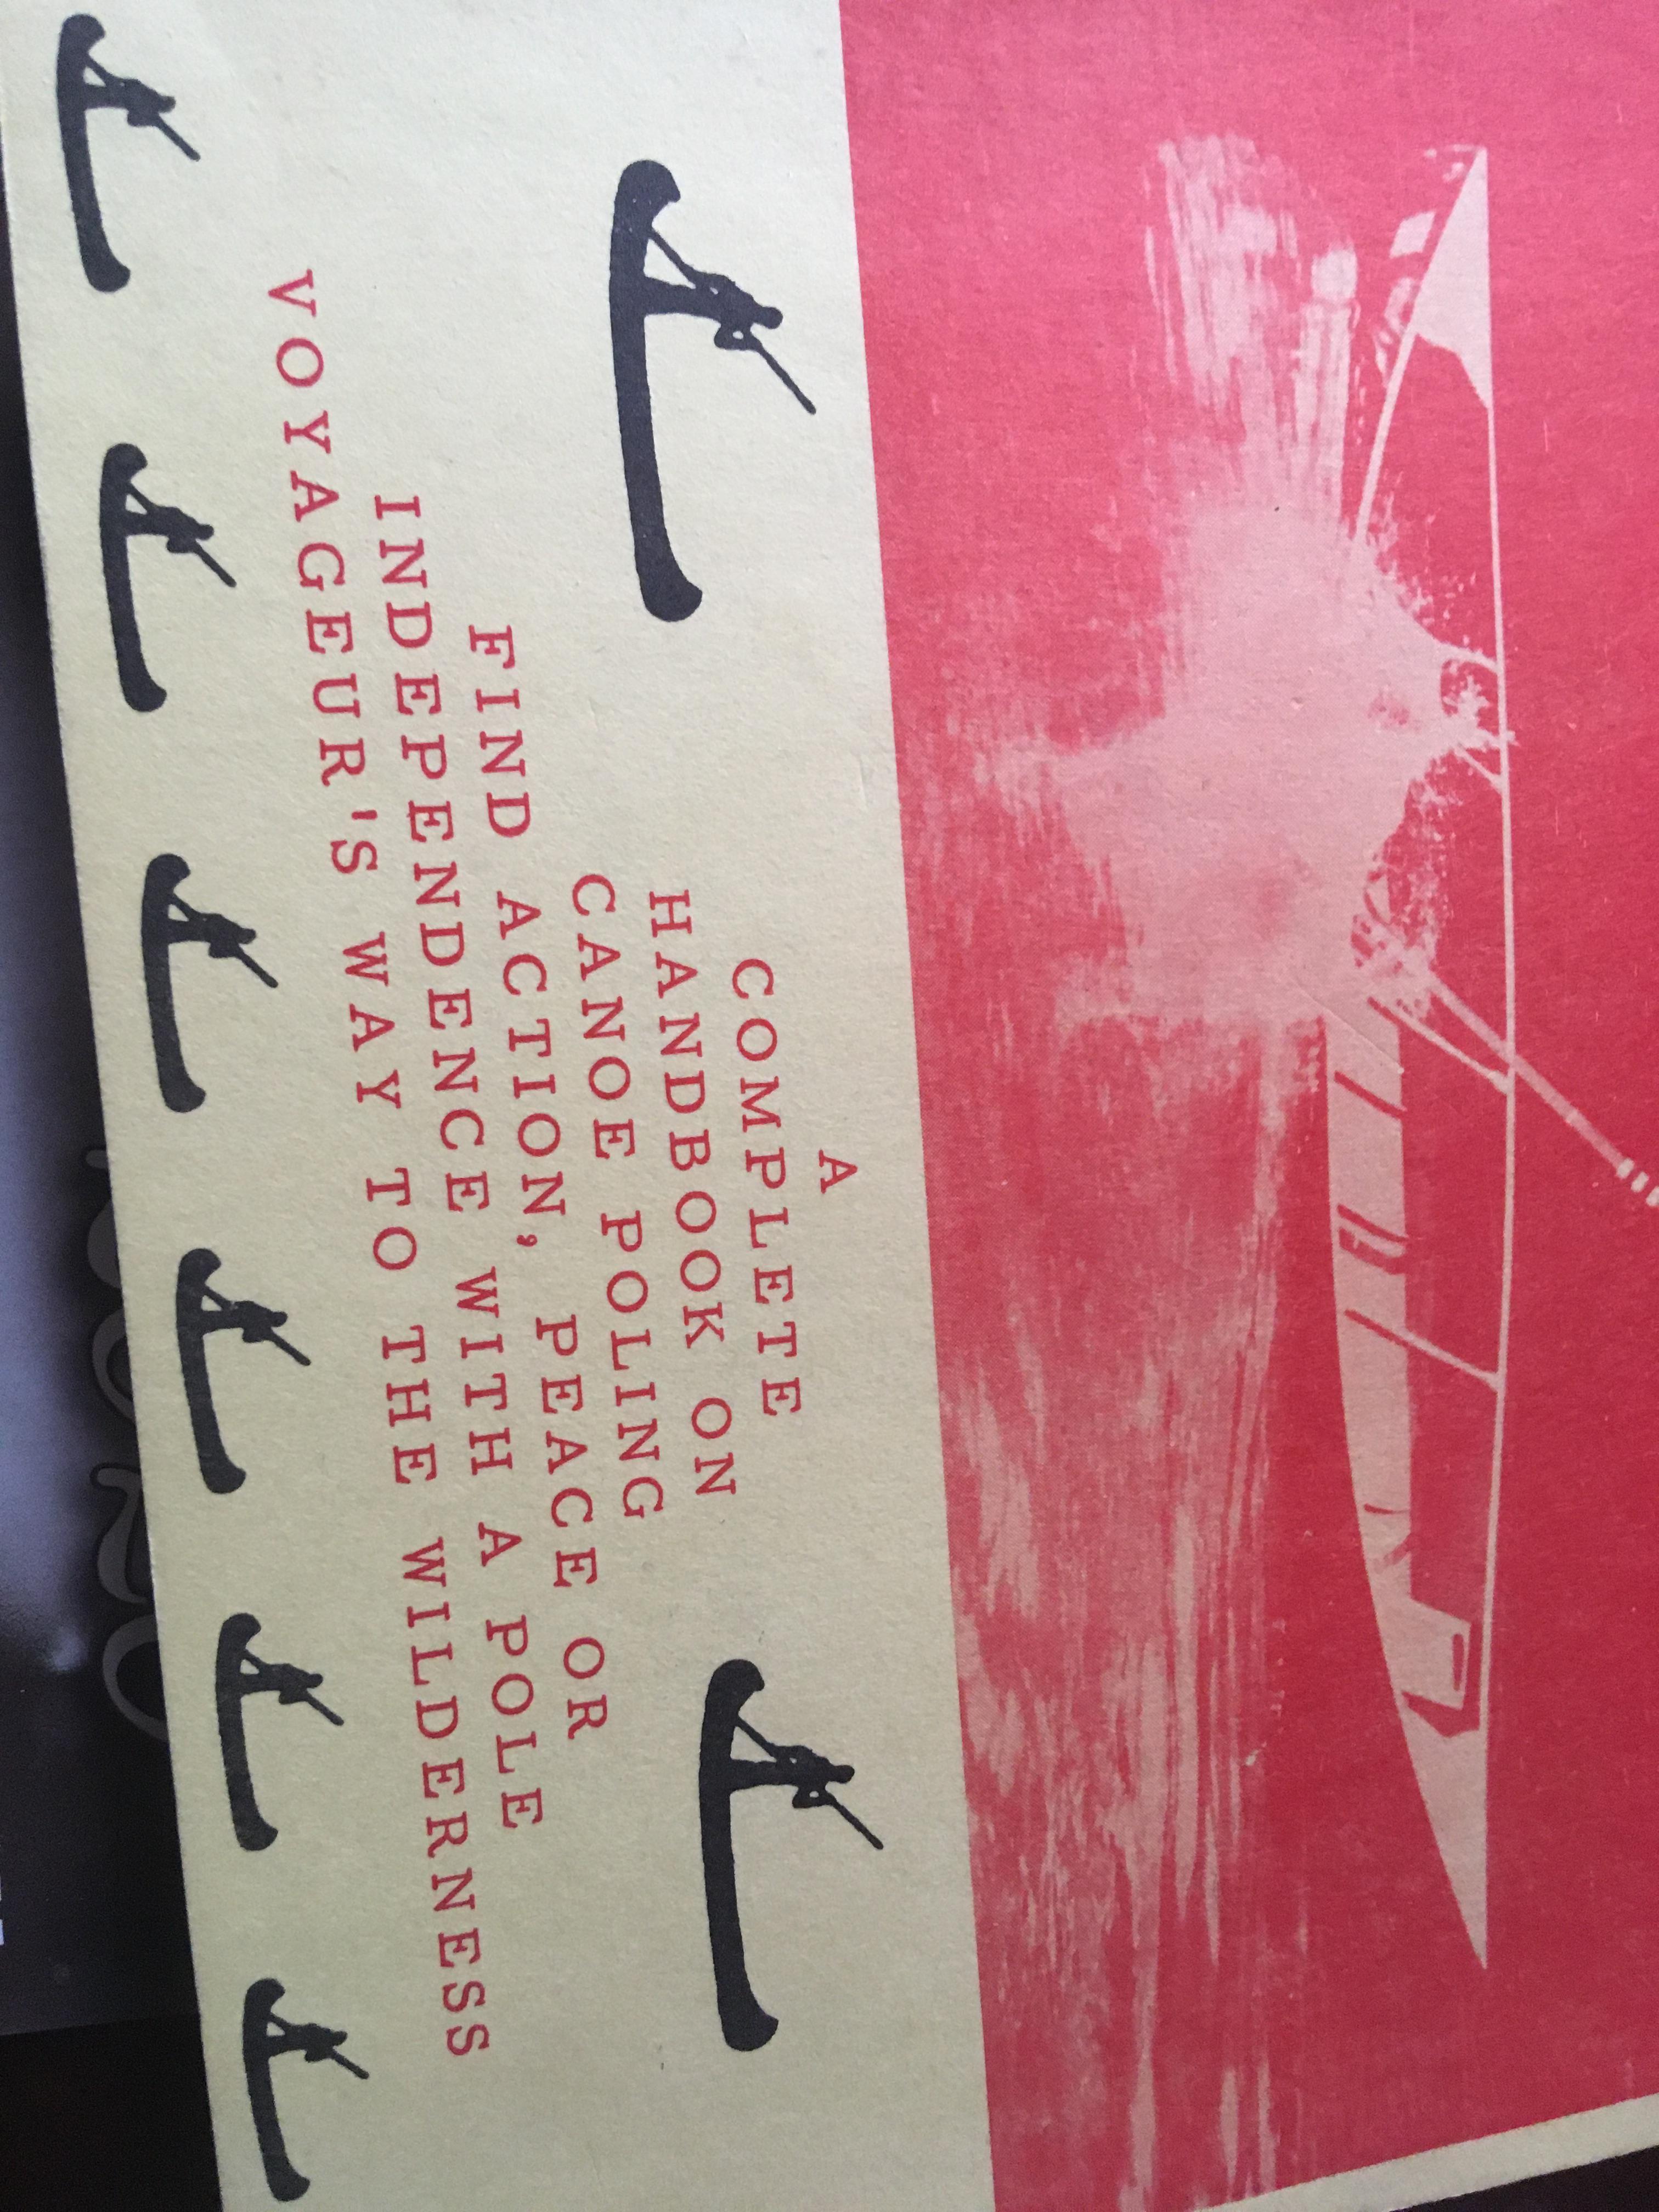 A
COMPLETE
HANDBOOK ON
CANOE POLING
FIND ACTION, PEACE OR
INDEPENDENCE WITH A POLE
VOYAGEUR'S WAY TO THE WILDERNESS